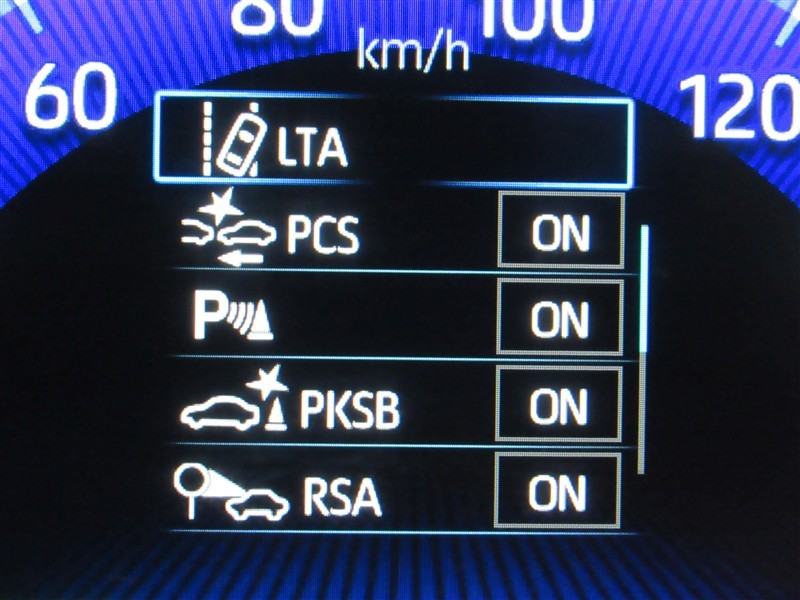 80 100
km/h
60 120
LTA
PCS ON
P ON
PKSB ON
RSA ON